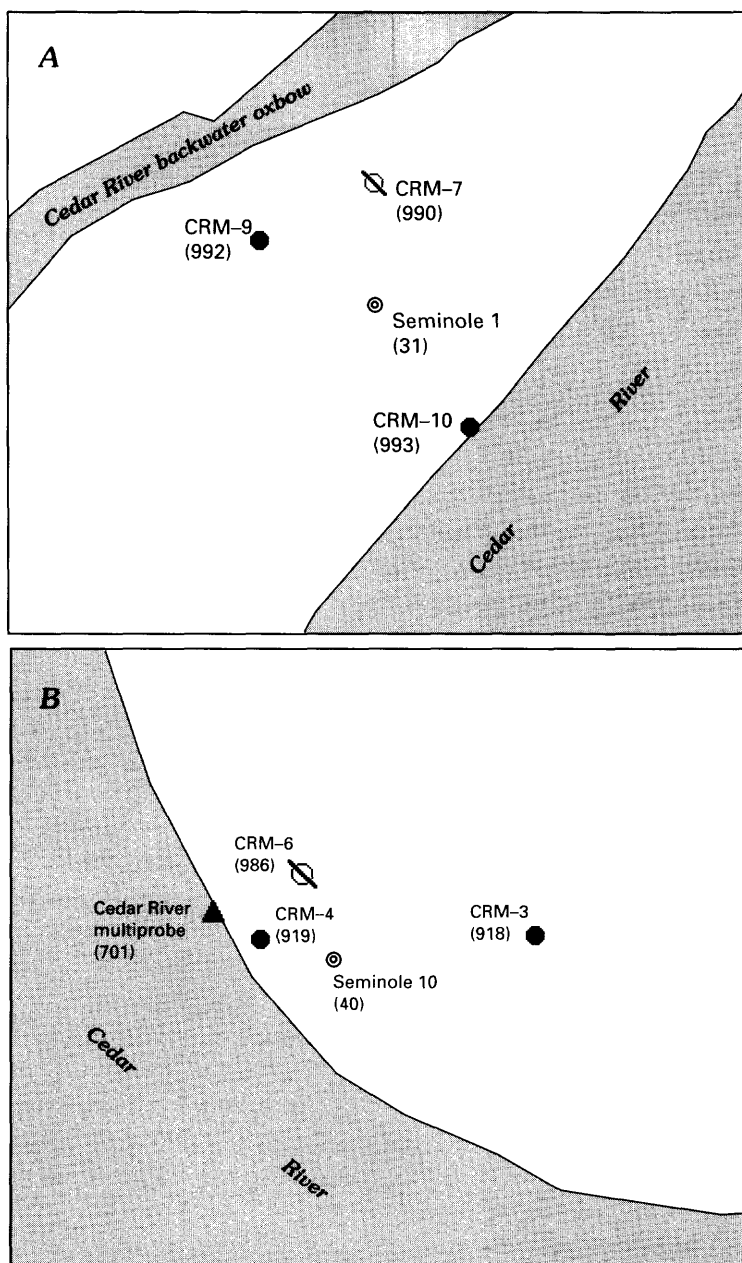 A
Cedar River backwater oxbow
CRM–7
(990)
CRM–9
(992)
Seminole 1
(31)
CRM–10
(993)
River
Cedar
B
CRM–6
(986)
Cedar River
multiprobe
(701)
CRM–4
(919)
CRM–3
(918)
Seminole 10
(40)
Cedar
River